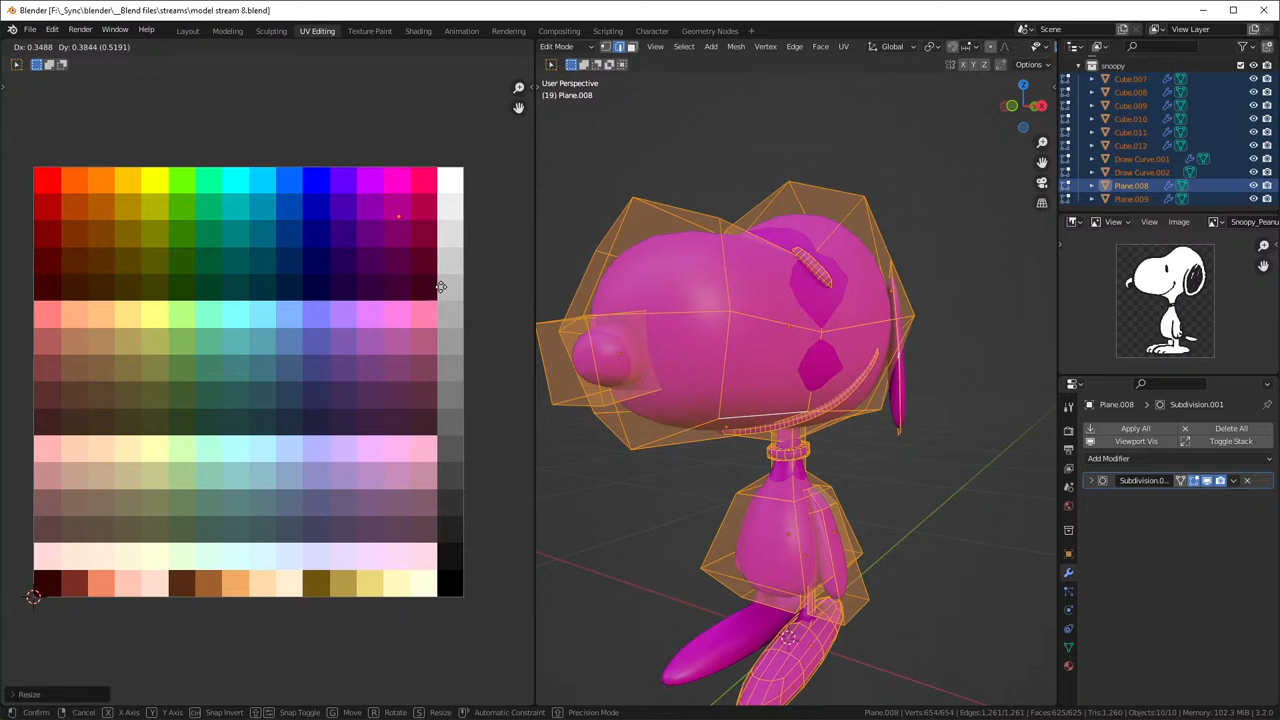 Blender [F:\_Sync\blender\__Blend files\streams\model stream 8.blend]
File Edit Render Window Help Layout Modeling Sculpting UV Editing Texture Paint Shading Animation Rendering Compositing Scripting Character Geometry Nodes + Scene View Layer
Dx: 0.3488 Dy: 0.3844 (0.5191)
Edit Mode View Select Add Mesh Vertex Edge Face UV Global
X Y Z Options
User Perspective
(19) Plane.008
snoopy
Cube.007
Cube.008
Cube.009
Cube.010
Cube.011
Cube.012
Draw Curve.001
Draw Curve.002
Plane.008
Plane.009
View View Image Snoopy_Peanu
Z
X
Plane.008 Subdivision.001
Apply All Delete All
Viewport Vis Toggle Stack
Add Modifier
Subdivision.0...
Resize
Confirm Cancel X X Axis Y Y Axis Snap Invert Snap Toggle G Move R Rotate S Resize Automatic Constraint Precision Mode
Plane.008 | Verts:654/654 | Edges:1,261/1,261 | Faces:625/625 | Objects:10/10 | Memory: 102.3 MiB | 3.2.0